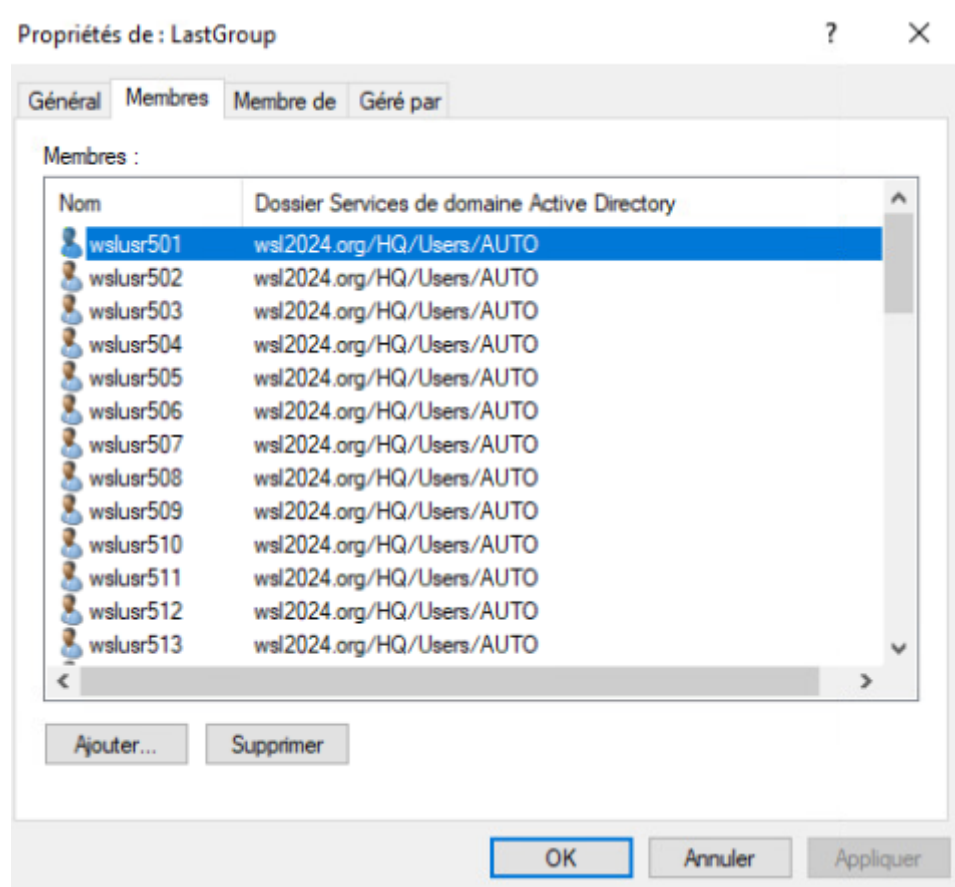 Propriétés de : LastGroup ? ×
Général Membres Membre de Géré par
Membres :
Nom Dossier Services de domaine Active Directory
wslusr501 wsl2024.org/HQ/Users/AUTO
wslusr502 wsl2024.org/HQ/Users/AUTO
wslusr503 wsl2024.org/HQ/Users/AUTO
wslusr504 wsl2024.org/HQ/Users/AUTO
wslusr505 wsl2024.org/HQ/Users/AUTO
wslusr506 wsl2024.org/HQ/Users/AUTO
wslusr507 wsl2024.org/HQ/Users/AUTO
wslusr508 wsl2024.org/HQ/Users/AUTO
wslusr509 wsl2024.org/HQ/Users/AUTO
wslusr510 wsl2024.org/HQ/Users/AUTO
wslusr511 wsl2024.org/HQ/Users/AUTO
wslusr512 wsl2024.org/HQ/Users/AUTO
wslusr513 wsl2024.org/HQ/Users/AUTO
Ajouter... Supprimer
OK Annuler Appliquer